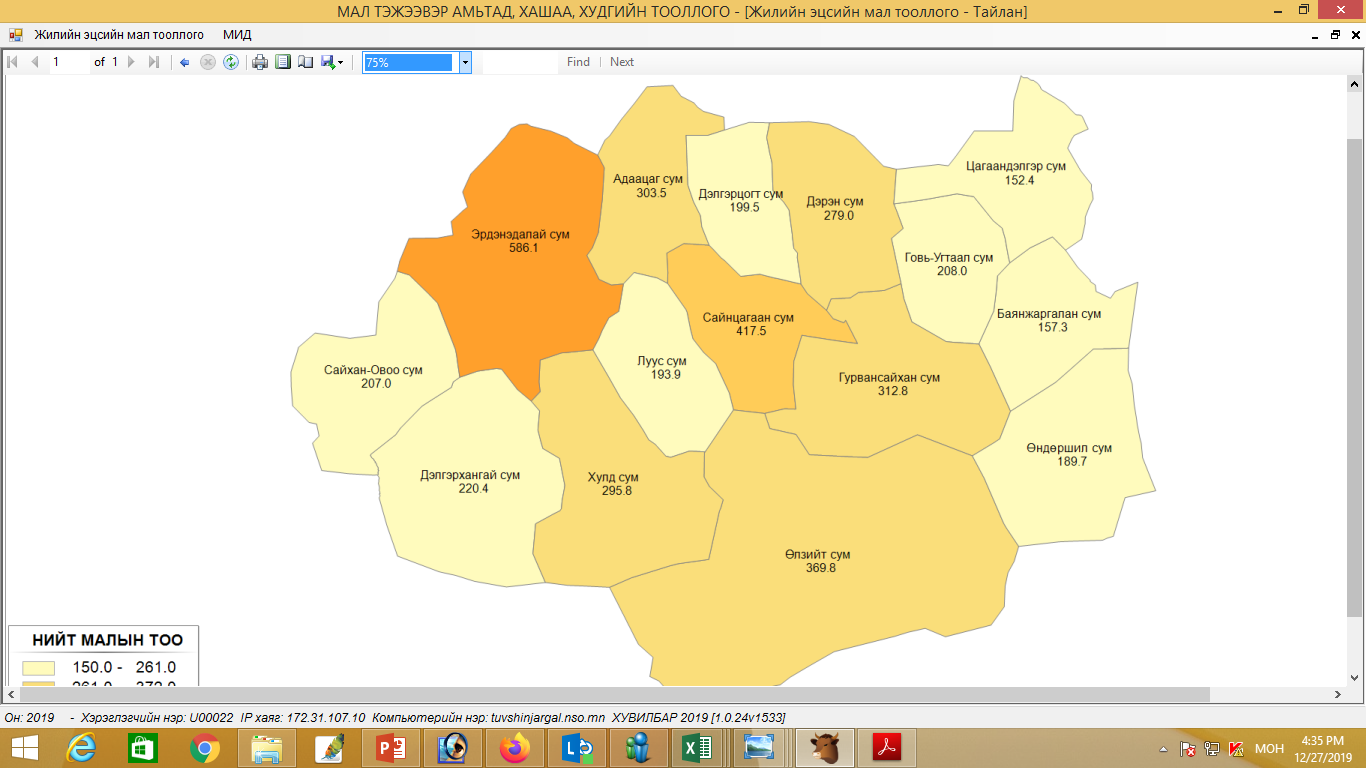 МАЛ ТЭЖЭЭВЭР АМЬТАД, ХАШАА, ХУДГИЙН ТООЛЛОГО - [Жилийн эцсийн мал тооллого - Тайлан]
Жилийн эцсийн мал тооллого МИД
1 of 1 75% Find | Next
Цагаандэлгэр сум
152.4
Адаацаг сум
303.5
Дэлгэрцогт сум
199.5
Дэрэн сум
279.0
Эрдэнэдалай сум
586.1
Говь-Угтаал сум
208.0
Сайнцагаан сум
417.5
Баянжаргалан сум
157.3
Луус сум
193.9
Сайхан-Овоо сум
207.0
Гурвансайхан сум
312.8
Өндөршил сум
189.7
Дэлгэрхангай сум
220.4
Хулд сум
295.8
Өлзийт сум
369.8
НИЙТ МАЛЫН ТОО
150.0 - 261.0
261.0 - 372.0
Он: 2019 - Хэрэглэгчийн нэр: U00022 IP хаяг: 172.31.107.10 Компьютерийн нэр: tuvshinjargal.nso.mn ХУВИЛБАР 2019 [1.0.24v1533]
МОН
4:35 PM
12/27/2019